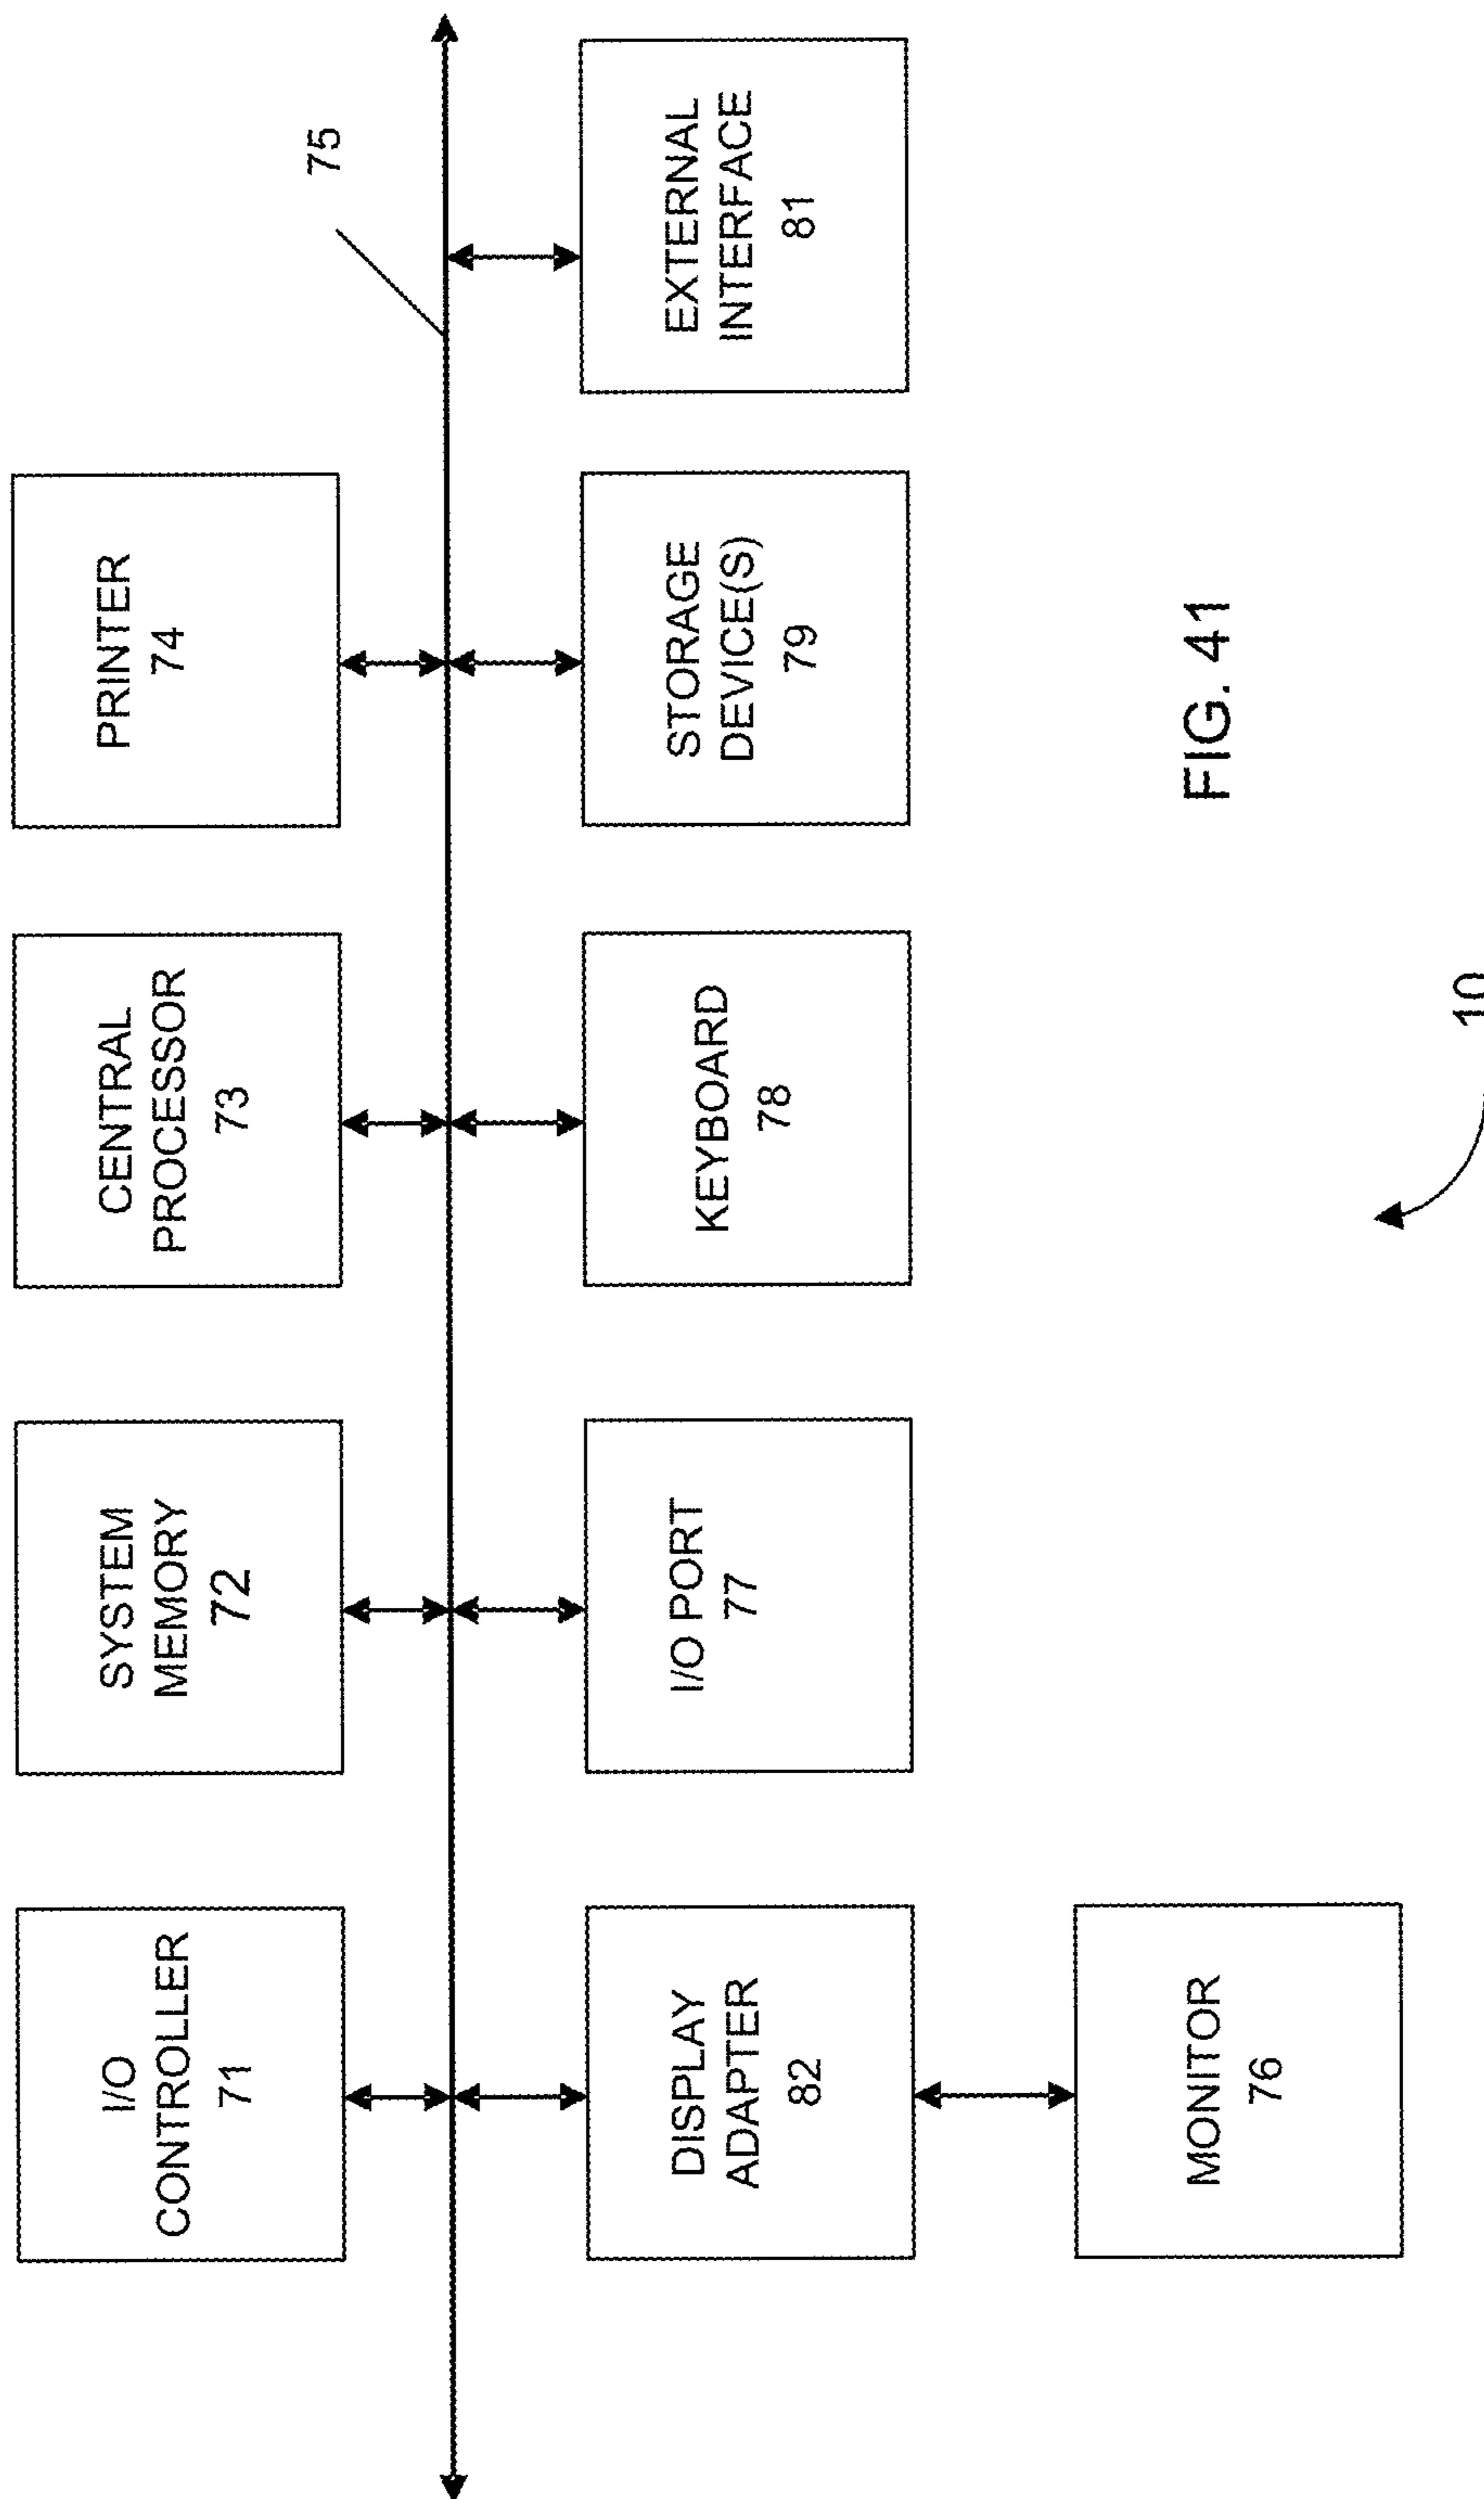 I/O
CONTROLLER
71
SYSTEM
MEMORY
72
CENTRAL
PROCESSOR
73
PRINTER
74
75
DISPLAY
ADAPTER
82
I/O PORT
77
KEYBOARD
78
STORAGE
DEVICE(S)
79
EXTERNAL
INTERFACE
81
MONITOR
76
FIG. 41
10